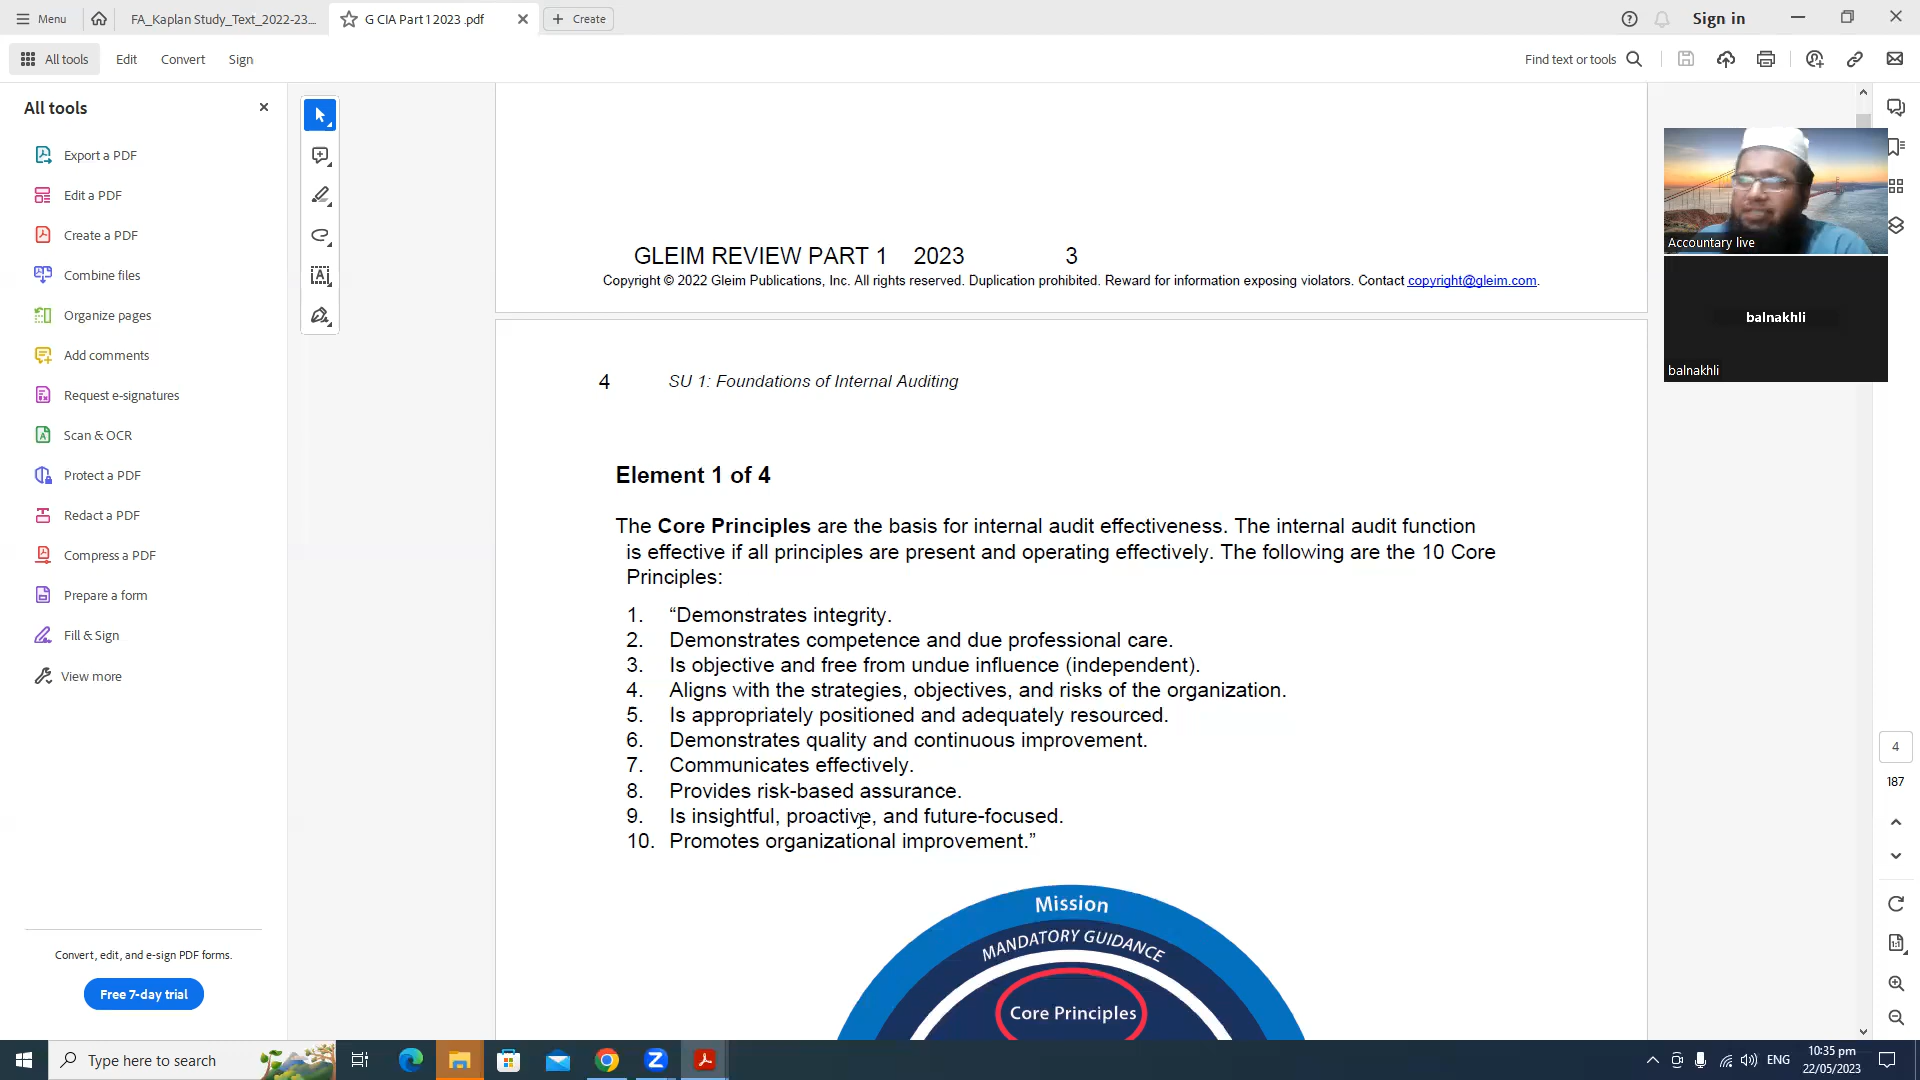 Menu
FA_Kaplan Study_Text_2022-23...
G CIA Part 1 2023 .pdf
Create
Sign in
All tools
Edit
Convert
Sign
Find text or tools
All tools
Export a PDF
Edit a PDF
Create a PDF
Combine files
Organize pages
Add comments
Request e-signatures
Scan & OCR
Protect a PDF
Redact a PDF
Compress a PDF
Prepare a form
Fill & Sign
View more
Convert, edit, and e-sign PDF forms.
Free 7-day trial
GLEIM REVIEW PART 1 2023 3
Copyright © 2022 Gleim Publications, Inc. All rights reserved. Duplication prohibited. Reward for information exposing violators. Contact copyright@gleim.com.
4 SU 1: Foundations of Internal Auditing
Element 1 of 4
The Core Principles are the basis for internal audit effectiveness. The internal audit function
is effective if all principles are present and operating effectively. The following are the 10 Core
Principles:
1. “Demonstrates integrity.
2. Demonstrates competence and due professional care.
3. Is objective and free from undue influence (independent).
4. Aligns with the strategies, objectives, and risks of the organization.
5. Is appropriately positioned and adequately resourced.
6. Demonstrates quality and continuous improvement.
7. Communicates effectively.
8. Provides risk-based assurance.
9. Is insightful, proactive, and future-focused.
10. Promotes organizational improvement.”
Mission
MANDATORY GUIDANCE
Core Principles
Accountary live
balnakhli
balnakhli
4
187
Type here to search
ENG
10:35 pm
22/05/2023